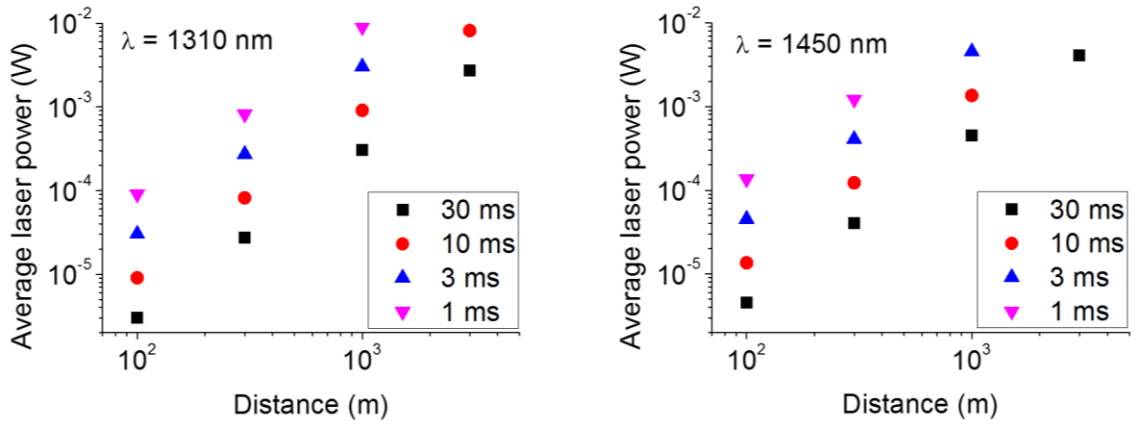 λ = 1310 nm
Average laser power (W)
10⁻²
10⁻³
10⁻⁴
10⁻⁵
30 ms
10 ms
3 ms
1 ms
10²
10³
Distance (m)
λ = 1450 nm
Average laser power (W)
10⁻²
10⁻³
10⁻⁴
10⁻⁵
30 ms
10 ms
3 ms
1 ms
10²
10³
Distance (m)